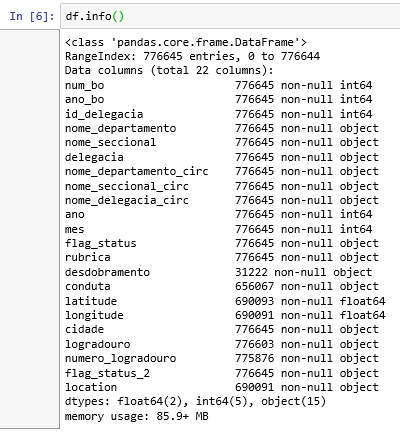 In [6]: df.info()
<class 'pandas.core.frame.DataFrame'>
RangeIndex: 776645 entries, 0 to 776644
Data columns (total 22 columns):
num_bo                 776645 non-null int64
ano_bo                 776645 non-null int64
id_delegacia           776645 non-null int64
nome_departamento      776645 non-null object
nome_seccional         776645 non-null object
delegacia              776645 non-null object
nome_departamento_circ 776645 non-null object
nome_seccional_circ    776645 non-null object
nome_delegacia_circ    776645 non-null object
ano                    776645 non-null int64
mes                    776645 non-null int64
flag_status            776645 non-null object
rubrica                776645 non-null object
desdobramento          31222 non-null object
conduta                656067 non-null object
latitude               690093 non-null float64
longitude              690091 non-null float64
cidade                 776645 non-null object
logradouro             776603 non-null object
numero_logradouro      775876 non-null object
flag_status_2          776645 non-null object
location               690091 non-null object
dtypes: float64(2), int64(5), object(15)
memory usage: 85.9+ MB